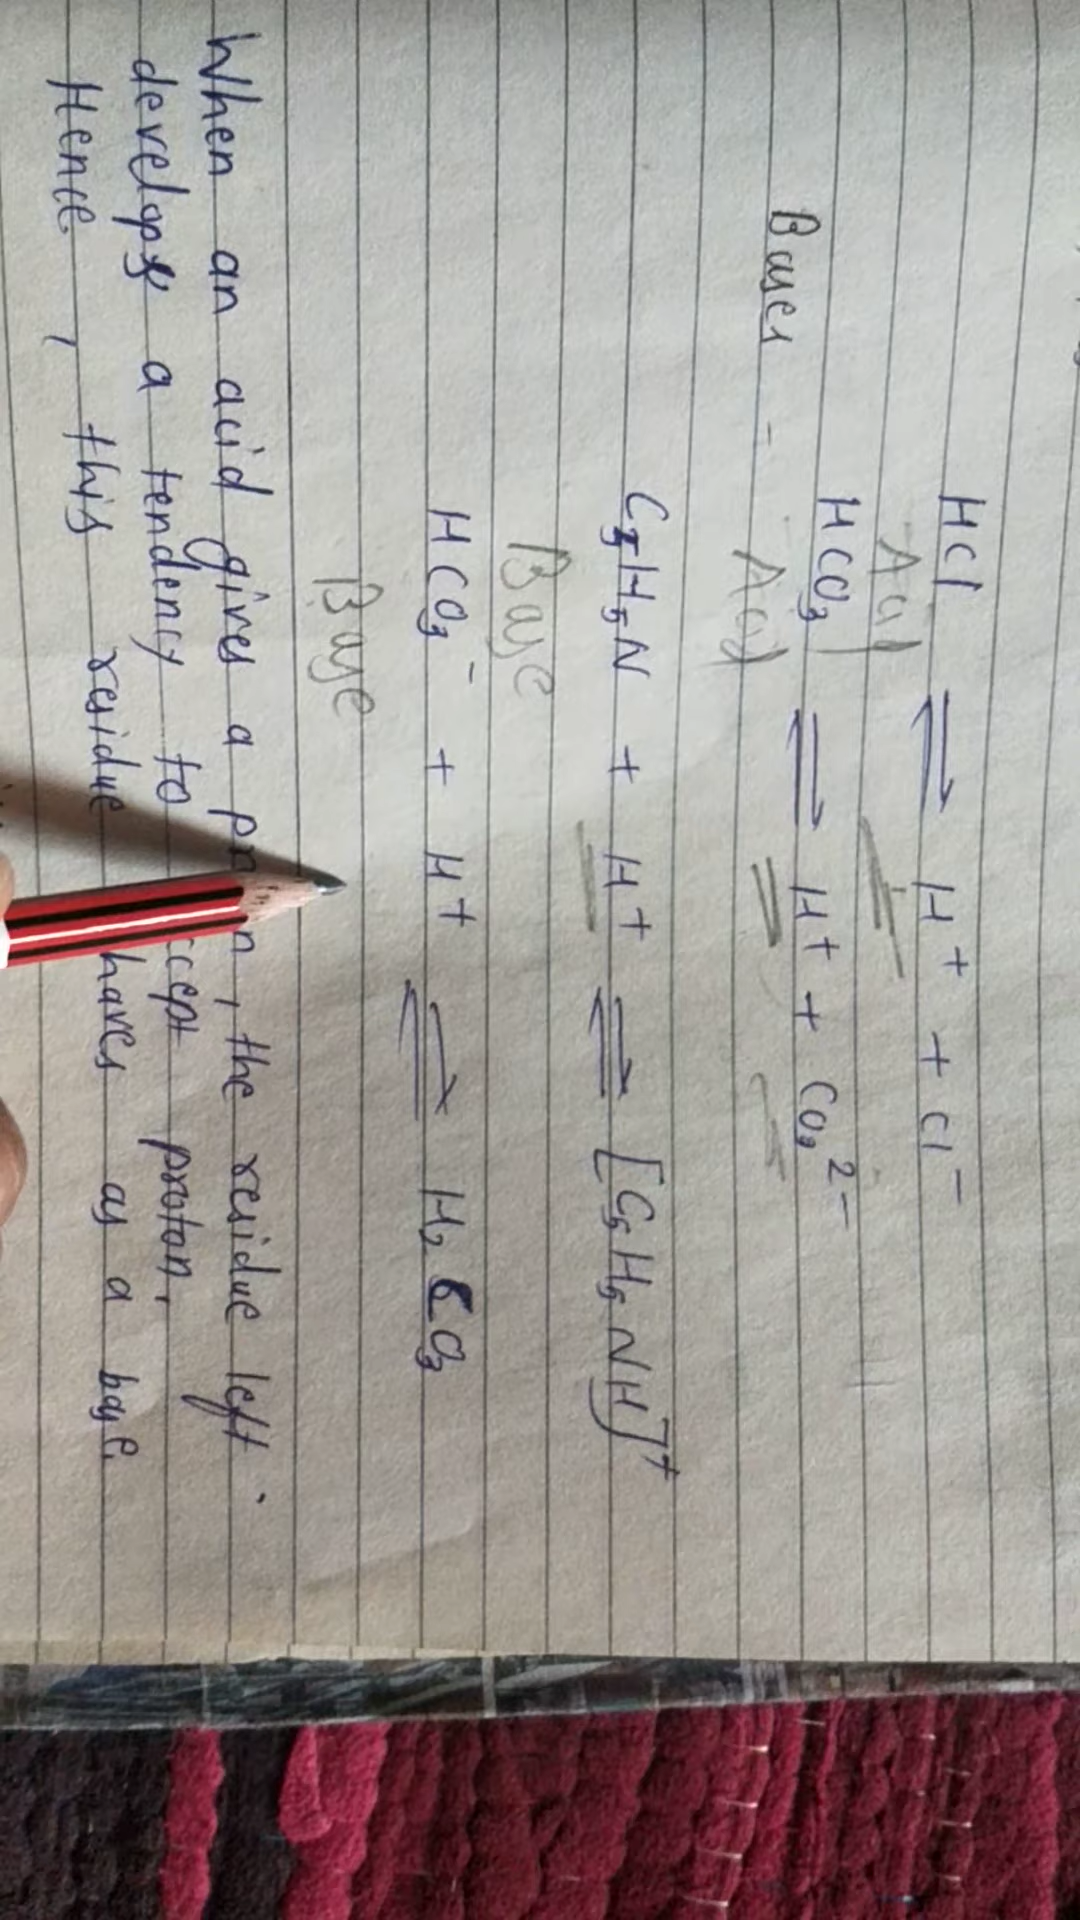 HCl ⇌ H⁺ + Cl⁻
Acid
HCO₃ ⇌ H⁺ + CO₃²⁻
Acid
Bases -
C₅H₅N + H⁺ ⇌ [C₅H₅NH]⁺
Base
HCO₃⁻ + H⁺ ⇌ H₂CO₃
Base
When an acid gives a , the residue left
develops a tendency to proton.
Hence, this residue as a base.